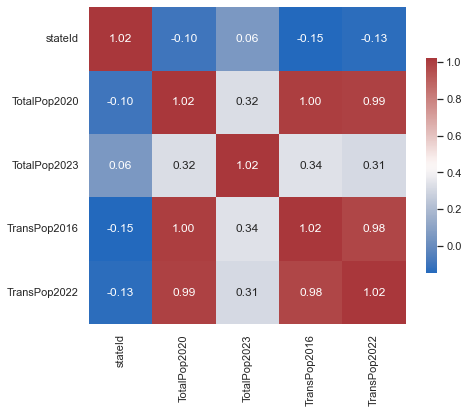 stateId 1.02 -0.10 0.06 -0.15 -0.13
TotalPop2020 -0.10 1.02 0.32 1.00 0.99
TotalPop2023 0.06 0.32 1.02 0.34 0.31
TransPop2016 -0.15 1.00 0.34 1.02 0.98
TransPop2022 -0.13 0.99 0.31 0.98 1.02
stateId
TotalPop2020
TotalPop2023
TransPop2016
TransPop2022
1.0
0.8
0.6
0.4
0.2
0.0